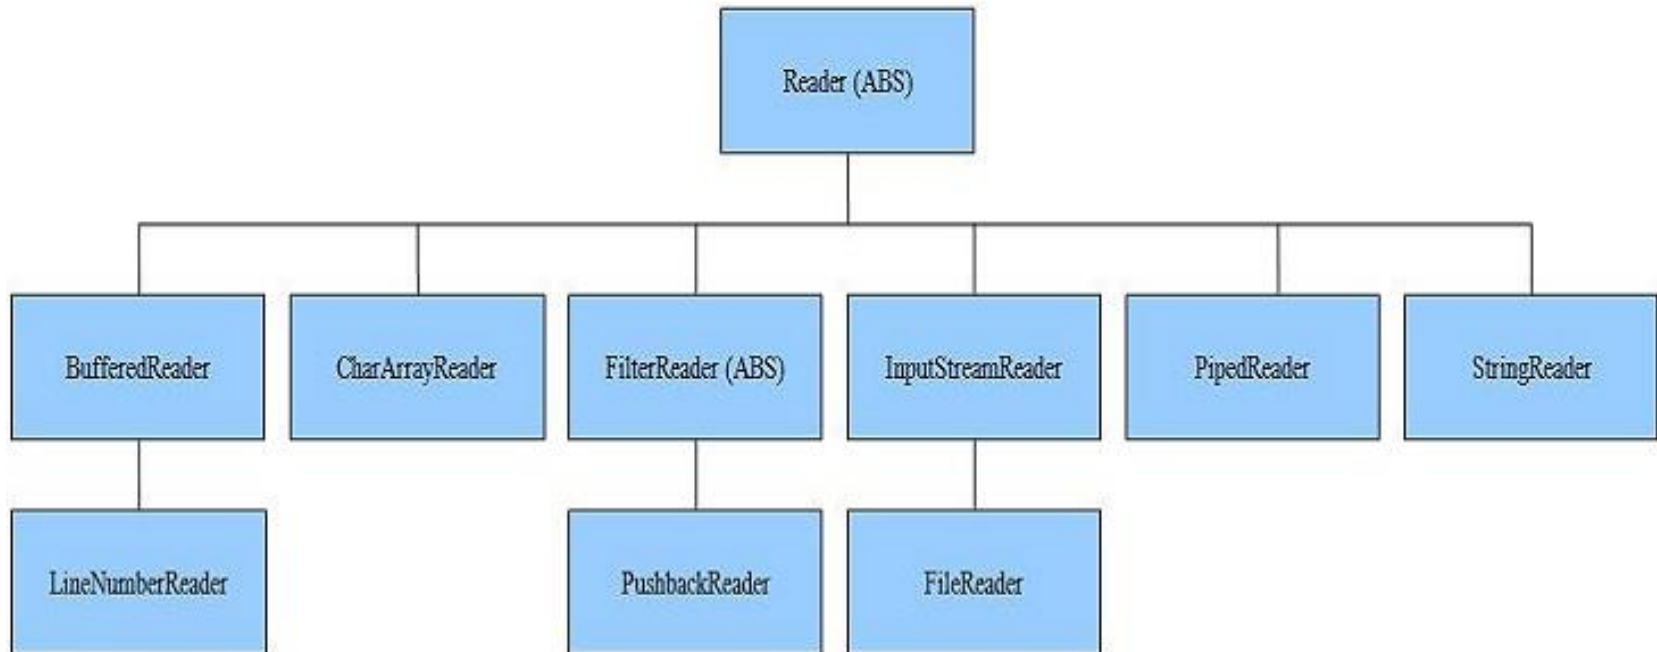 Reader (ABS)
BufferedReader
CharArrayReader
FilterReader (ABS)
InputStreamReader
PipedReader
StringReader
LineNumberReader
PushbackReader
FileReader